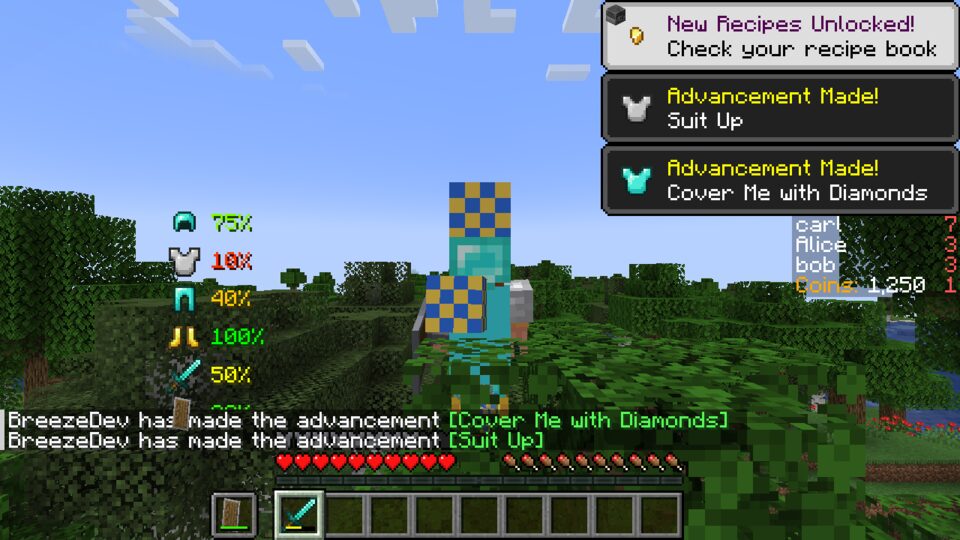 New Recipes Unlocked!
Check your recipe book
Advancement Made!
Suit Up
Advancement Made!
Cover Me with Diamonds
carl 7
Alice 3
bob 3
Coins: 1,250 1
75%
10%
40%
100%
50%
BreezeDev has made the advancement [Cover Me with Diamonds]
BreezeDev has made the advancement [Suit Up]